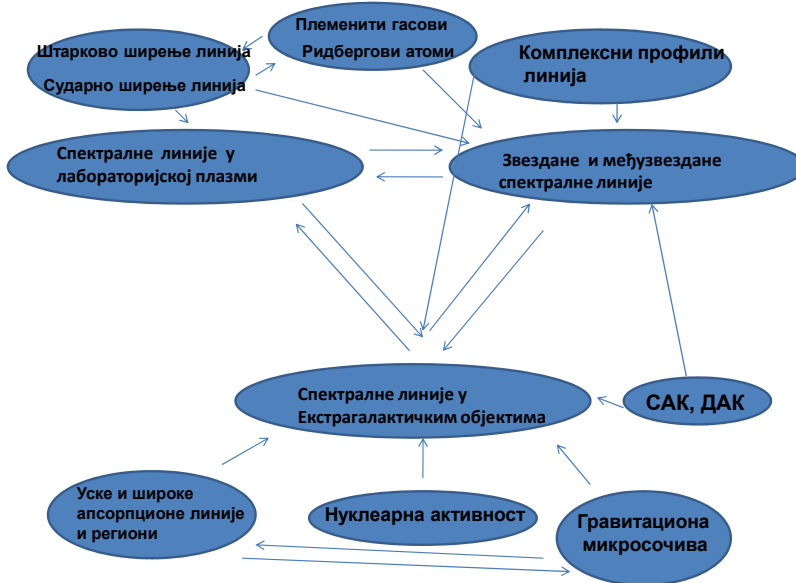 Штарково ширење линија
Сударно ширење линија
Племенити гасови
Ридбергови атоми
Комплексни профили
линија
Спектралне линије у
лабораторијској плазми
Звездане и међузвездане
спектралне линије
Спектралне линије у
Екстрагалактичким објектима
САК, ДАК
Уске и широке
апсорпционе линије
и региони
Нуклеарна активност
Гравитациона
микросочива